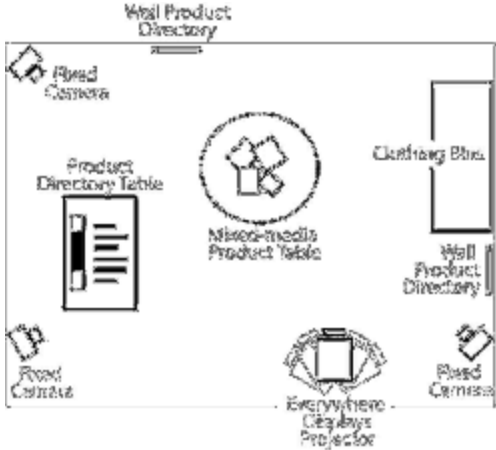 Wall Product
Directory
Fixed
Camera
Product
Directory Table
Mixed-media
Product Table
Clothing Bins
Wall
Product
Directory
Fixed
Camera
Everywhere
Displays
Projector
Fixed
Camera